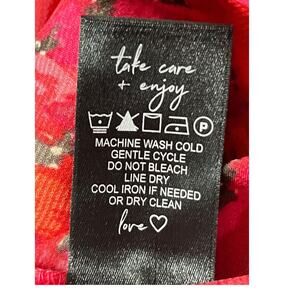 take care
+ enjoy
P
MACHINE WASH COLD
GENTLE CYCLE
DO NOT BLEACH
LINE DRY
COOL IRON IF NEEDED
OR DRY CLEAN
love♡